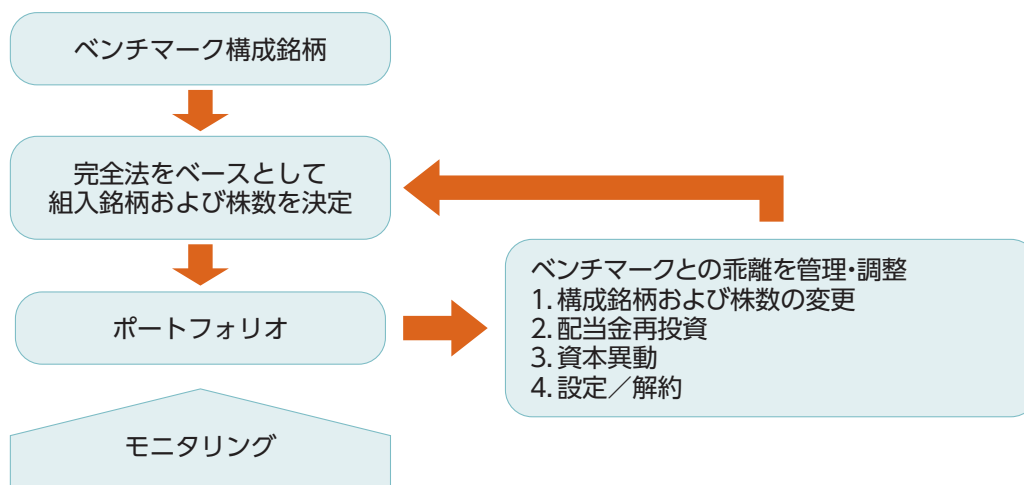 ベンチマーク構成銘柄
完全法をベースとして
組入銘柄および株数を決定
ポートフォリオ
モニタリング
ベンチマークとの乖離を管理・調整
1. 構成銘柄および株数の変更
2. 配当金再投資
3. 資本異動
4. 設定／解約